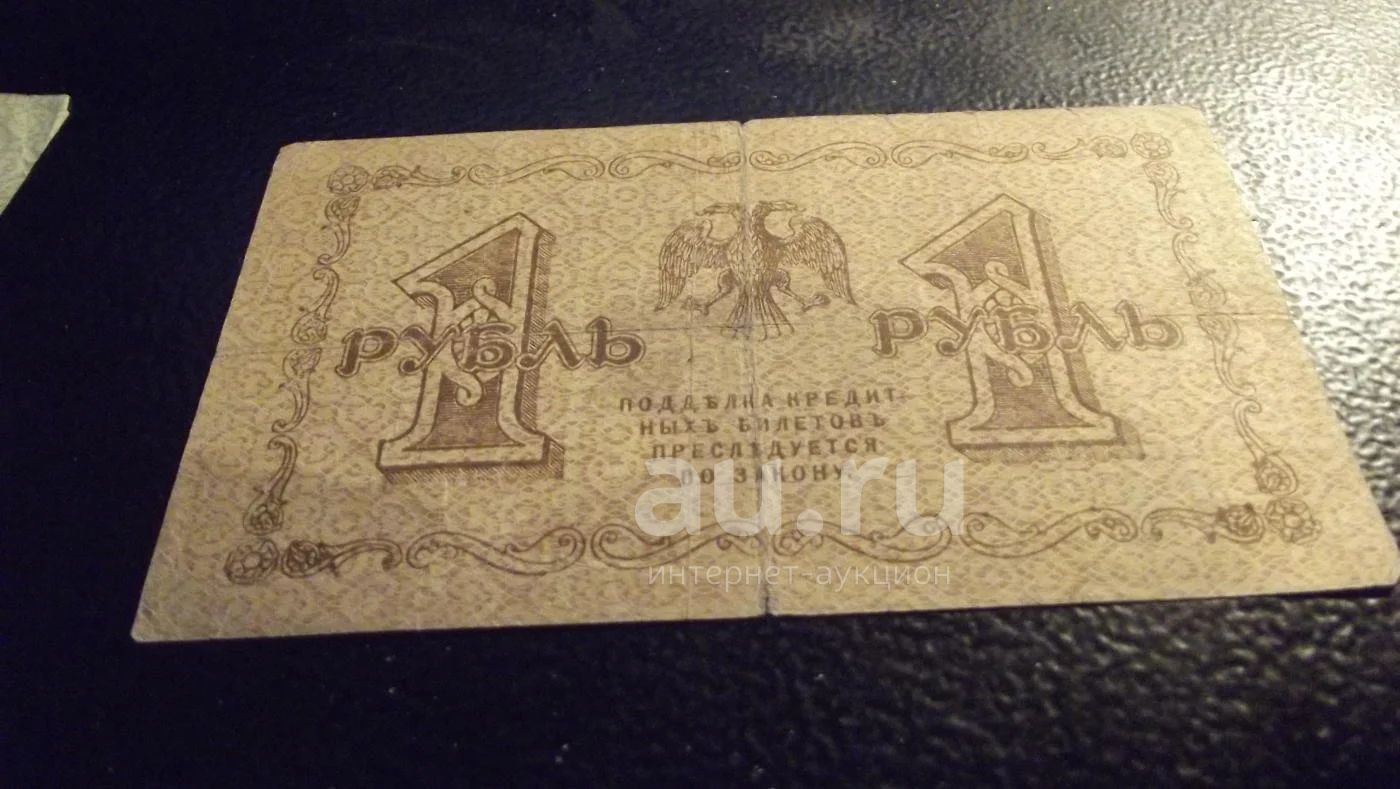 1 1
РУБЛЬ РУБЛЬ
ПОДДѢЛКА КРЕДИТ-
НЫХЪ БИЛЕТОВЪ
ПРЕСЛѢДУЕТСЯ
ПО ЗАКОНУ.
au.ru
интернет-аукцион